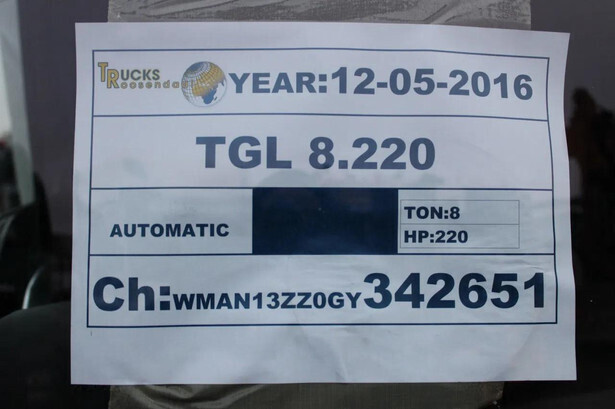 TRUCKS
Roosendaal
YEAR:12-05-2016
TGL 8.220
AUTOMATIC
TON:8
HP:220
Ch:WMAN13ZZ0GY342651